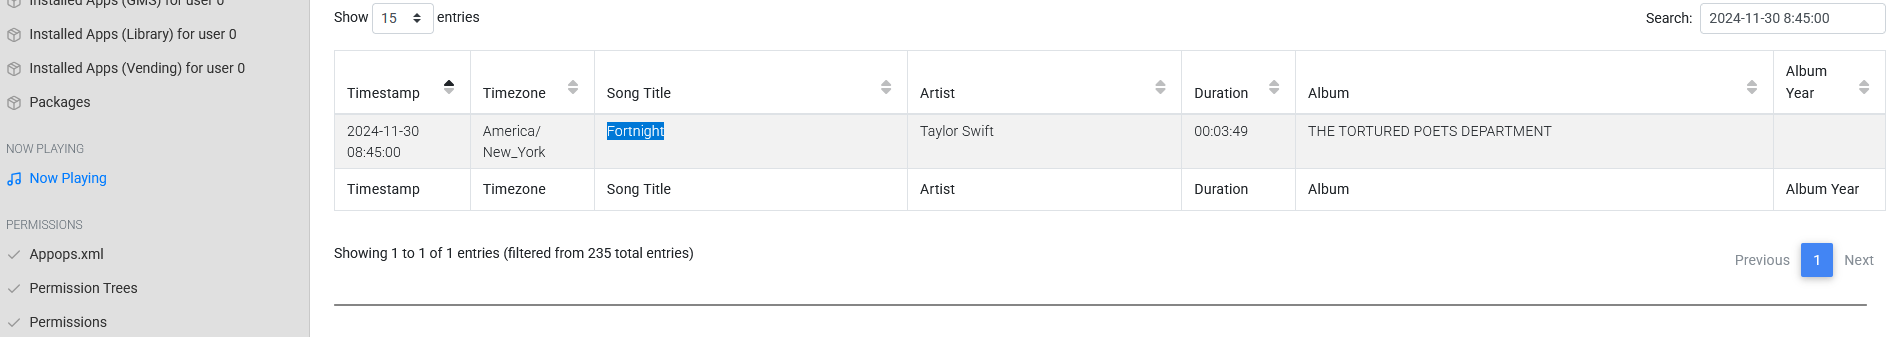 Installed Apps (GMS) for user 0
Installed Apps (Library) for user 0
Installed Apps (Vending) for user 0
Packages
NOW PLAYING
Now Playing
PERMISSIONS
Appops.xml
Permission Trees
Permissions
Show 15 entries
Search: 2024-11-30 8:45:00
Timestamp Timezone Song Title Artist Duration Album Album Year
2024-11-30 08:45:00 America/New_York Fortnight Taylor Swift 00:03:49 THE TORTURED POETS DEPARTMENT
Timestamp Timezone Song Title Artist Duration Album Album Year
Showing 1 to 1 of 1 entries (filtered from 235 total entries)
Previous 1 Next